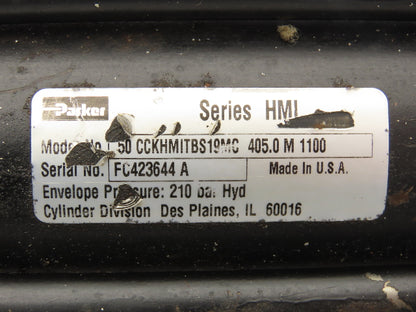 Parker Series HMI
Model No. 50 CCKHMITBS19MC 405.0 M 1100
Serial No. FC423644 A Made In U.S.A.
Envelope Pressure: 210 bar Hyd
Cylinder Division Des Plaines, IL 60016